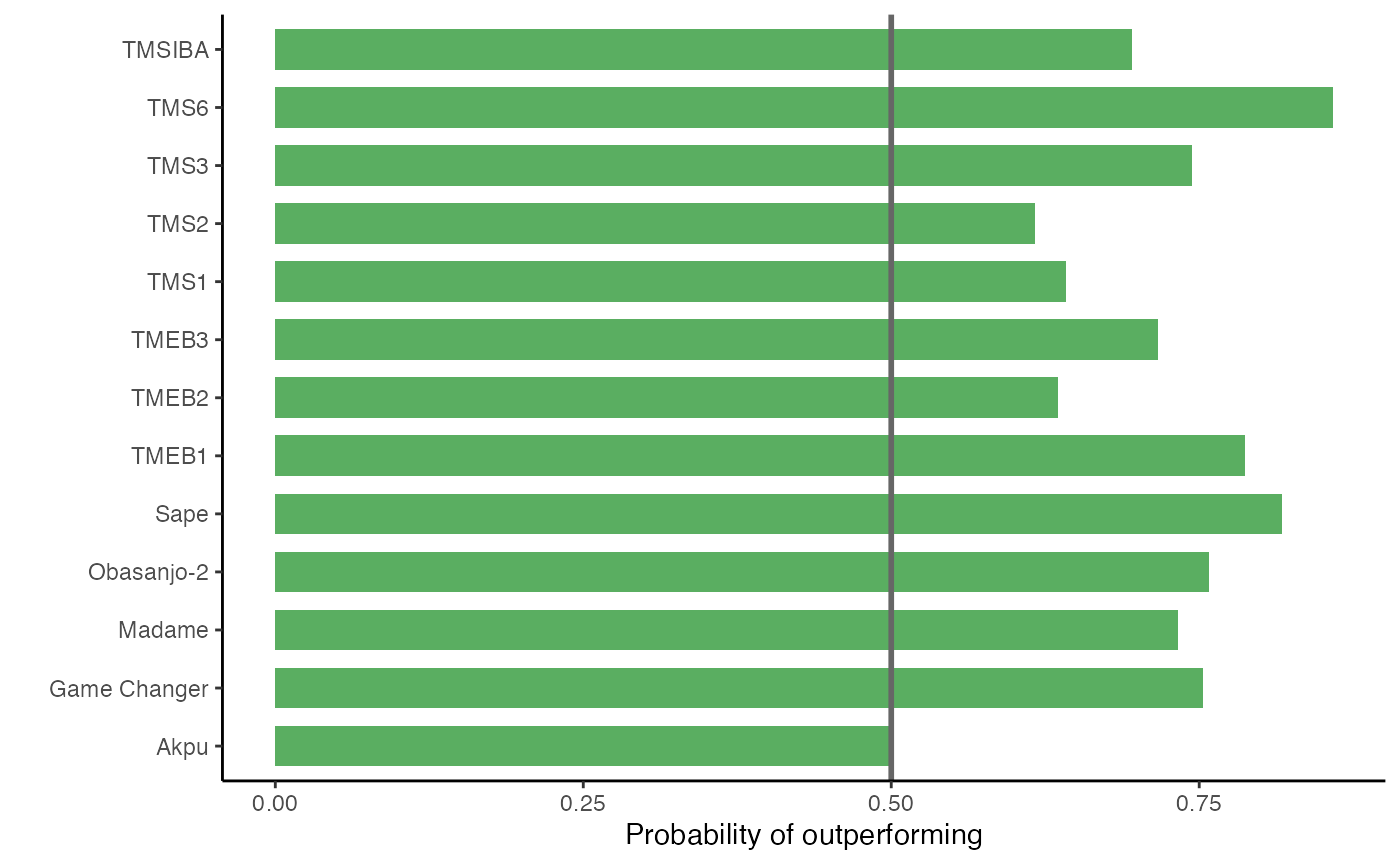 TMSIBA
TMS6
TMS3
TMS2
TMS1
TMEB3
TMEB2
TMEB1
Sape
Obasanjo-2
Madame
Game Changer
Akpu
0.00 0.25 0.50 0.75
Probability of outperforming